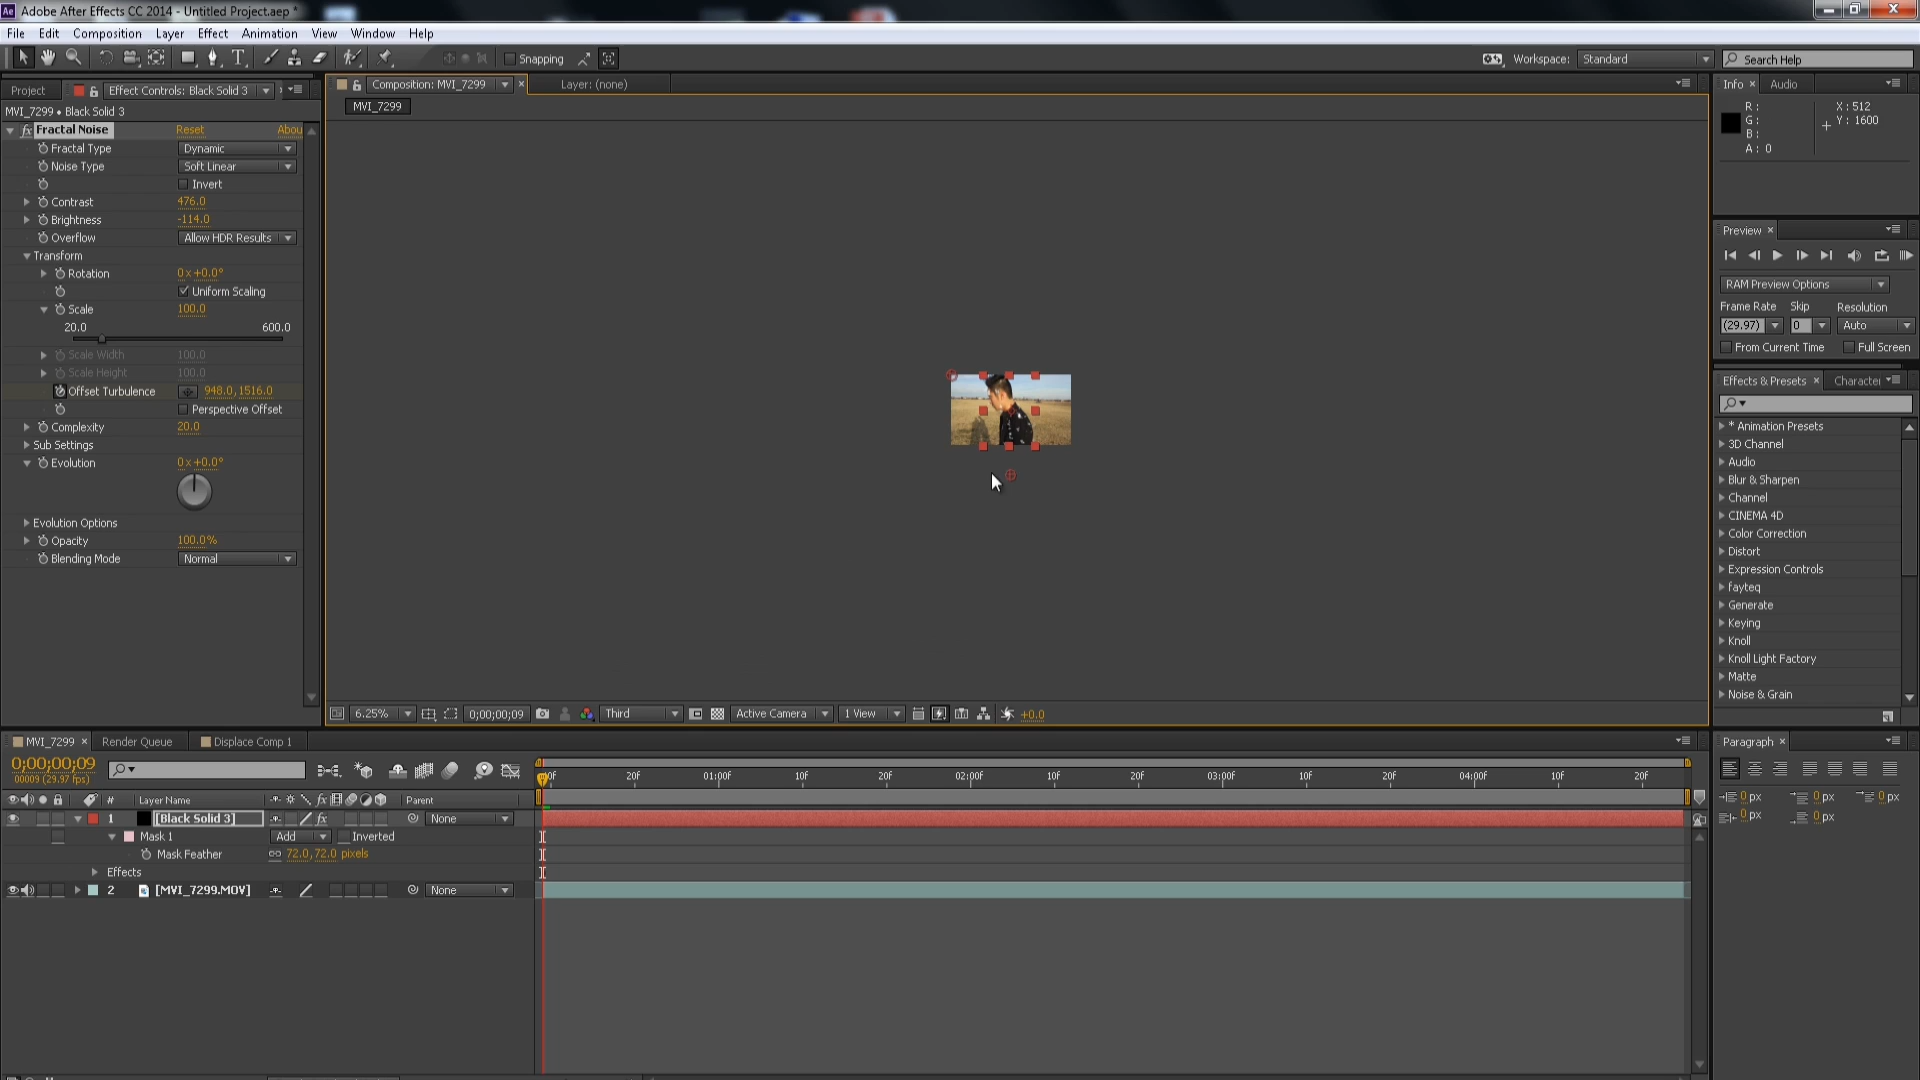 Adobe After Effects CC 2014 - Untitled Project.aep *
File Edit Composition Layer Effect Animation View Window Help
Snapping
Workspace: Standard
Search Help
Project
Effect Controls: Black Solid 3
MVI_7299 • Black Solid 3
Fractal Noise Reset Abou
Fractal Type Dynamic
Noise Type Soft Linear
Invert
Contrast 476.0
Brightness -114.0
Overflow Allow HDR Results
Transform
Rotation 0x+0.0°
Uniform Scaling
Scale 100.0
20.0 600.0
Scale Width 100.0
Scale Height 100.0
Offset Turbulence 948.0,1516.0
Perspective Offset
Complexity 20.0
Sub Settings
Evolution 0x+0.0°
Evolution Options
Opacity 100.0%
Blending Mode Normal
Composition: MVI_7299
Layer: (none)
MVI_7299
6.25% 0;00;00;09 Third Active Camera 1 View +0.0
Info Audio
R: X: 512
G: Y: 1600
B:
A: 0
Preview
RAM Preview Options
Frame Rate Skip Resolution
(29.97) 0 Auto
From Current Time Full Screen
Effects & Presets Character
* Animation Presets
3D Channel
Audio
Blur & Sharpen
Channel
CINEMA 4D
Color Correction
Distort
Expression Controls
fayteq
Generate
Keying
Knoll
Knoll Light Factory
Matte
Noise & Grain
MVI_7299 Render Queue Displace Comp 1
0;00;00;09
00009 (29.97 fps)
00F 20F 01:00F 10F 20F 02:00F 10F 20F 03:00F 10F 20F 04:00F 10F 20F
# Layer Name Parent
1 [Black Solid 3] None
Mask 1 Add Inverted
Mask Feather 72.0,72.0 pixels
Effects
2 [MVI_7299.MOV] None
Paragraph
0 px 0 px 0 px
0 px 0 px